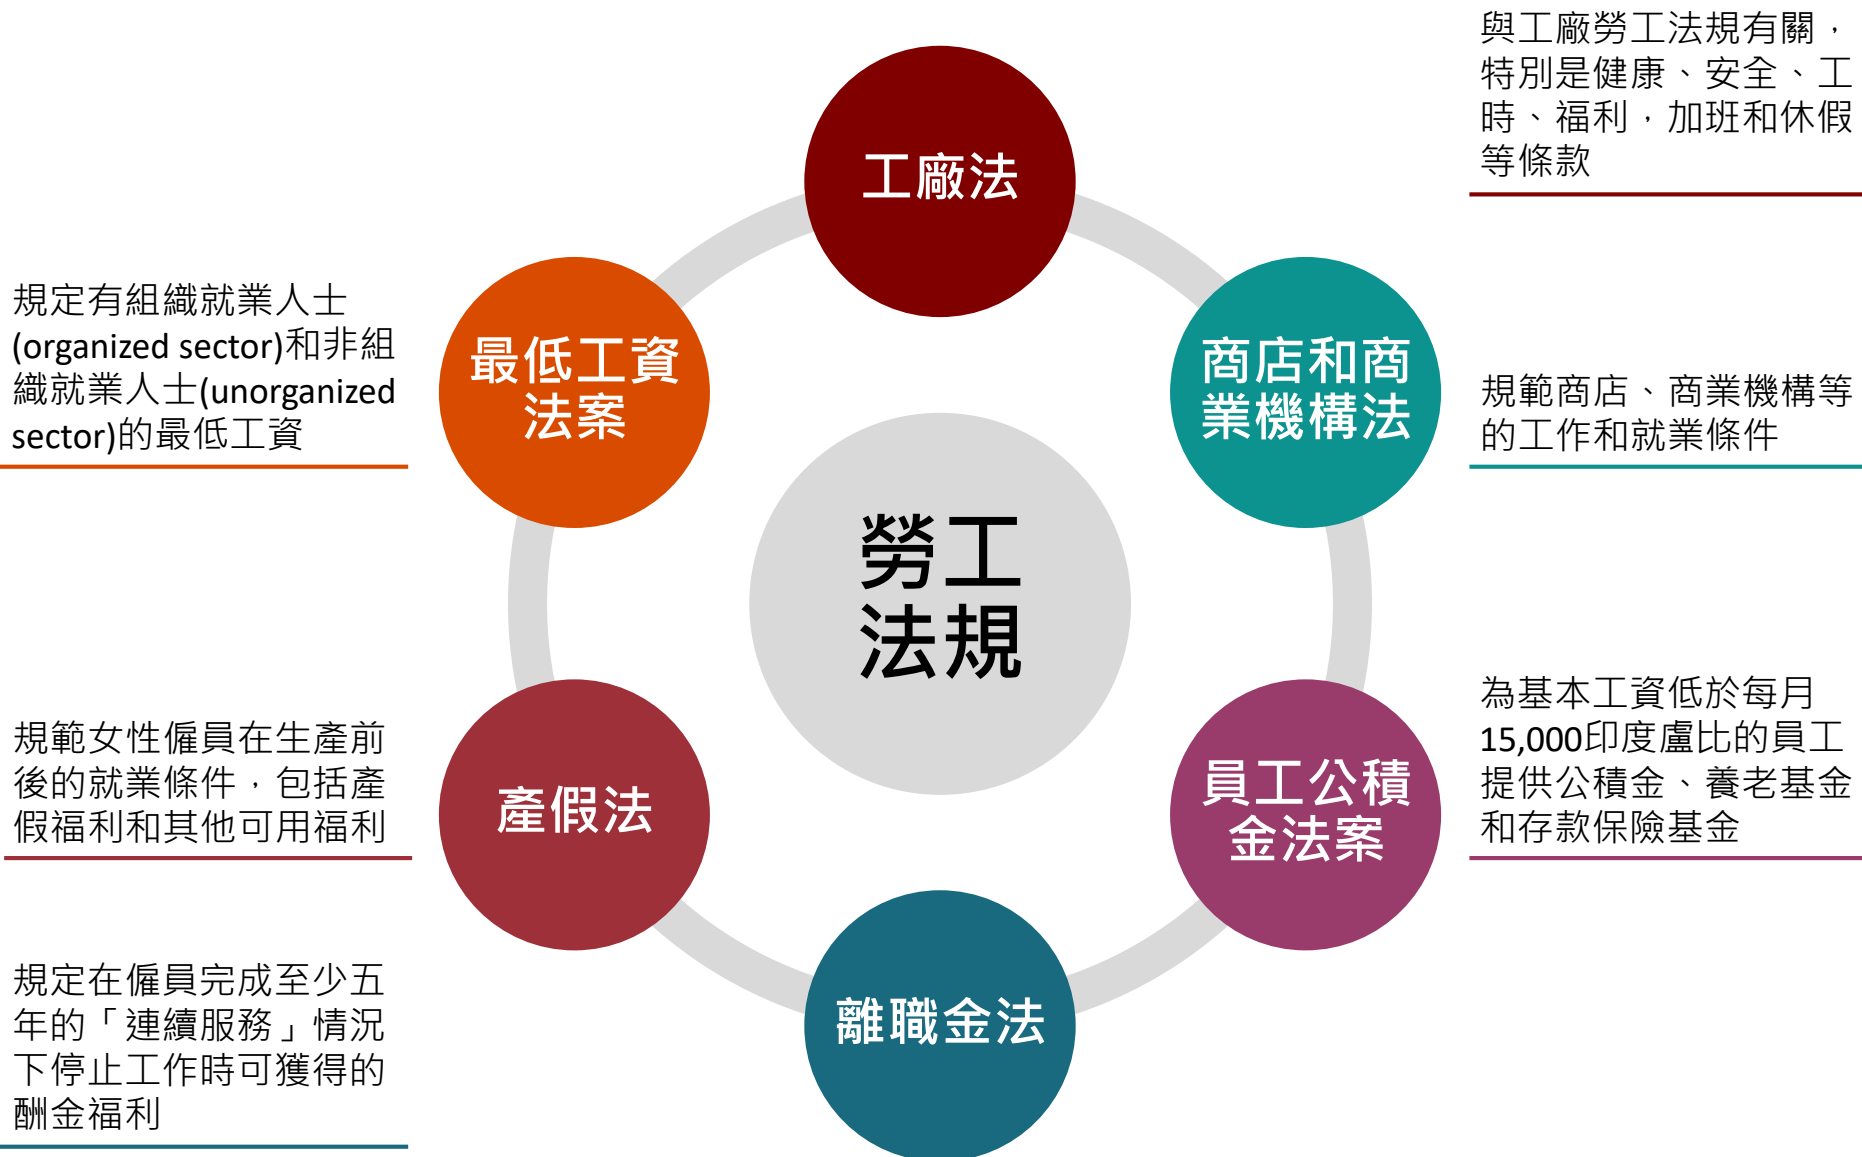 與工廠勞工法規有關，
特別是健康、安全、工
時、福利，加班和休假
等條款
工廠法
規定有組織就業人士
(organized sector)和非組
織就業人士(unorganized
sector)的最低工資
最低工資
法案
商店和商
業機構法
規範商店、商業機構等
的工作和就業條件
勞工
法規
規範女性僱員在生產前
後的就業條件，包括產
假福利和其他可用福利
產假法
員工公積
金法案
為基本工資低於每月
15,000印度盧比的員工
提供公積金、養老基金
和存款保險基金
規定在僱員完成至少五
年的「連續服務」情況
下停止工作時可獲得的
酬金福利
離職金法